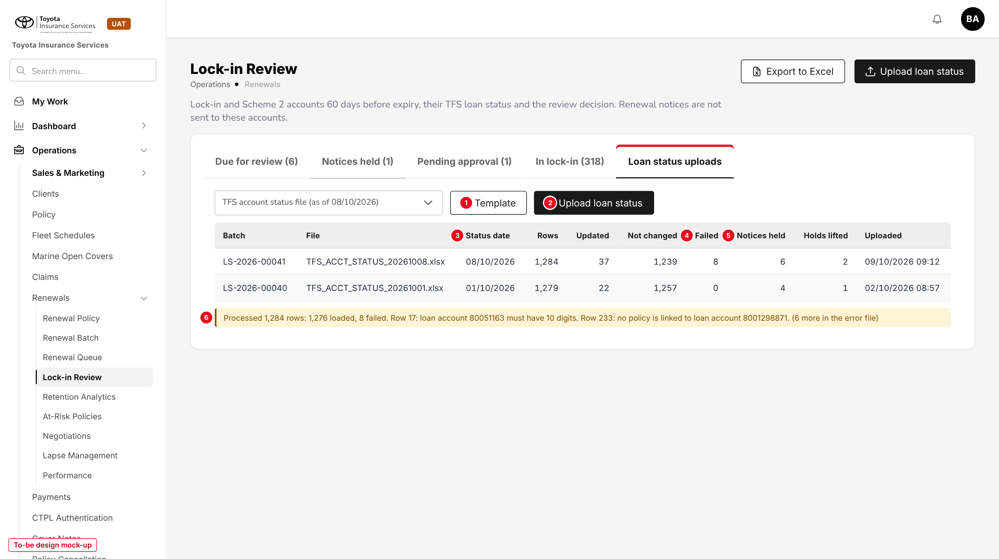 Toyota
Insurance Services
UAT
Toyota Insurance Services
Search menu...
My Work
Dashboard
Operations
Sales & Marketing
Clients
Policy
Fleet Schedules
Marine Open Covers
Claims
Renewals
Renewal Policy
Renewal Batch
Renewal Queue
Lock-in Review
Retention Analytics
At-Risk Policies
Negotiations
Lapse Management
Performance
Payments
CTPL Authentication
Cover Notes
To-be design mock-up
Policy Cancellation
BA
Lock-in Review
Operations • Renewals
Export to Excel
Upload loan status
Lock-in and Scheme 2 accounts 60 days before expiry, their TFS loan status and the review decision. Renewal notices are not
sent to these accounts.
Due for review (6) Notices held (1) Pending approval (1) In lock-in (318) Loan status uploads
TFS account status file (as of 08/10/2026) 1 Template 2 Upload loan status
Batch File 3 Status date Rows Updated Not changed 4 Failed 5 Notices held Holds lifted Uploaded
LS-2026-00041 TFS_ACCT_STATUS_20261008.xlsx 08/10/2026 1,284 37 1,239 8 6 2 09/10/2026 09:12
LS-2026-00040 TFS_ACCT_STATUS_20261001.xlsx 01/10/2026 1,279 22 1,257 0 4 1 02/10/2026 08:57
6 Processed 1,284 rows: 1,276 loaded, 8 failed. Row 17: loan account 80051163 must have 10 digits. Row 233: no policy is linked to loan account 8001298871. (6 more in the error file)